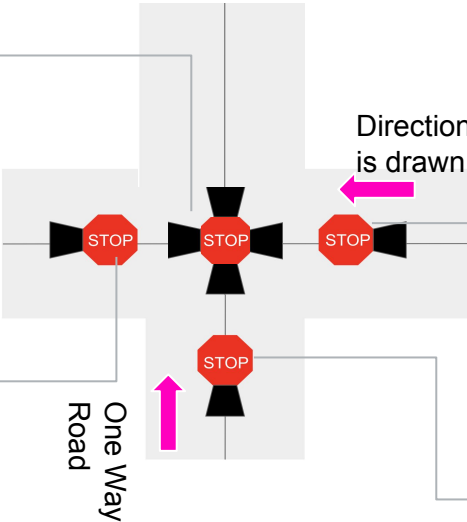 Direction
is drawn
STOP
STOP
STOP
STOP
One Way
Road